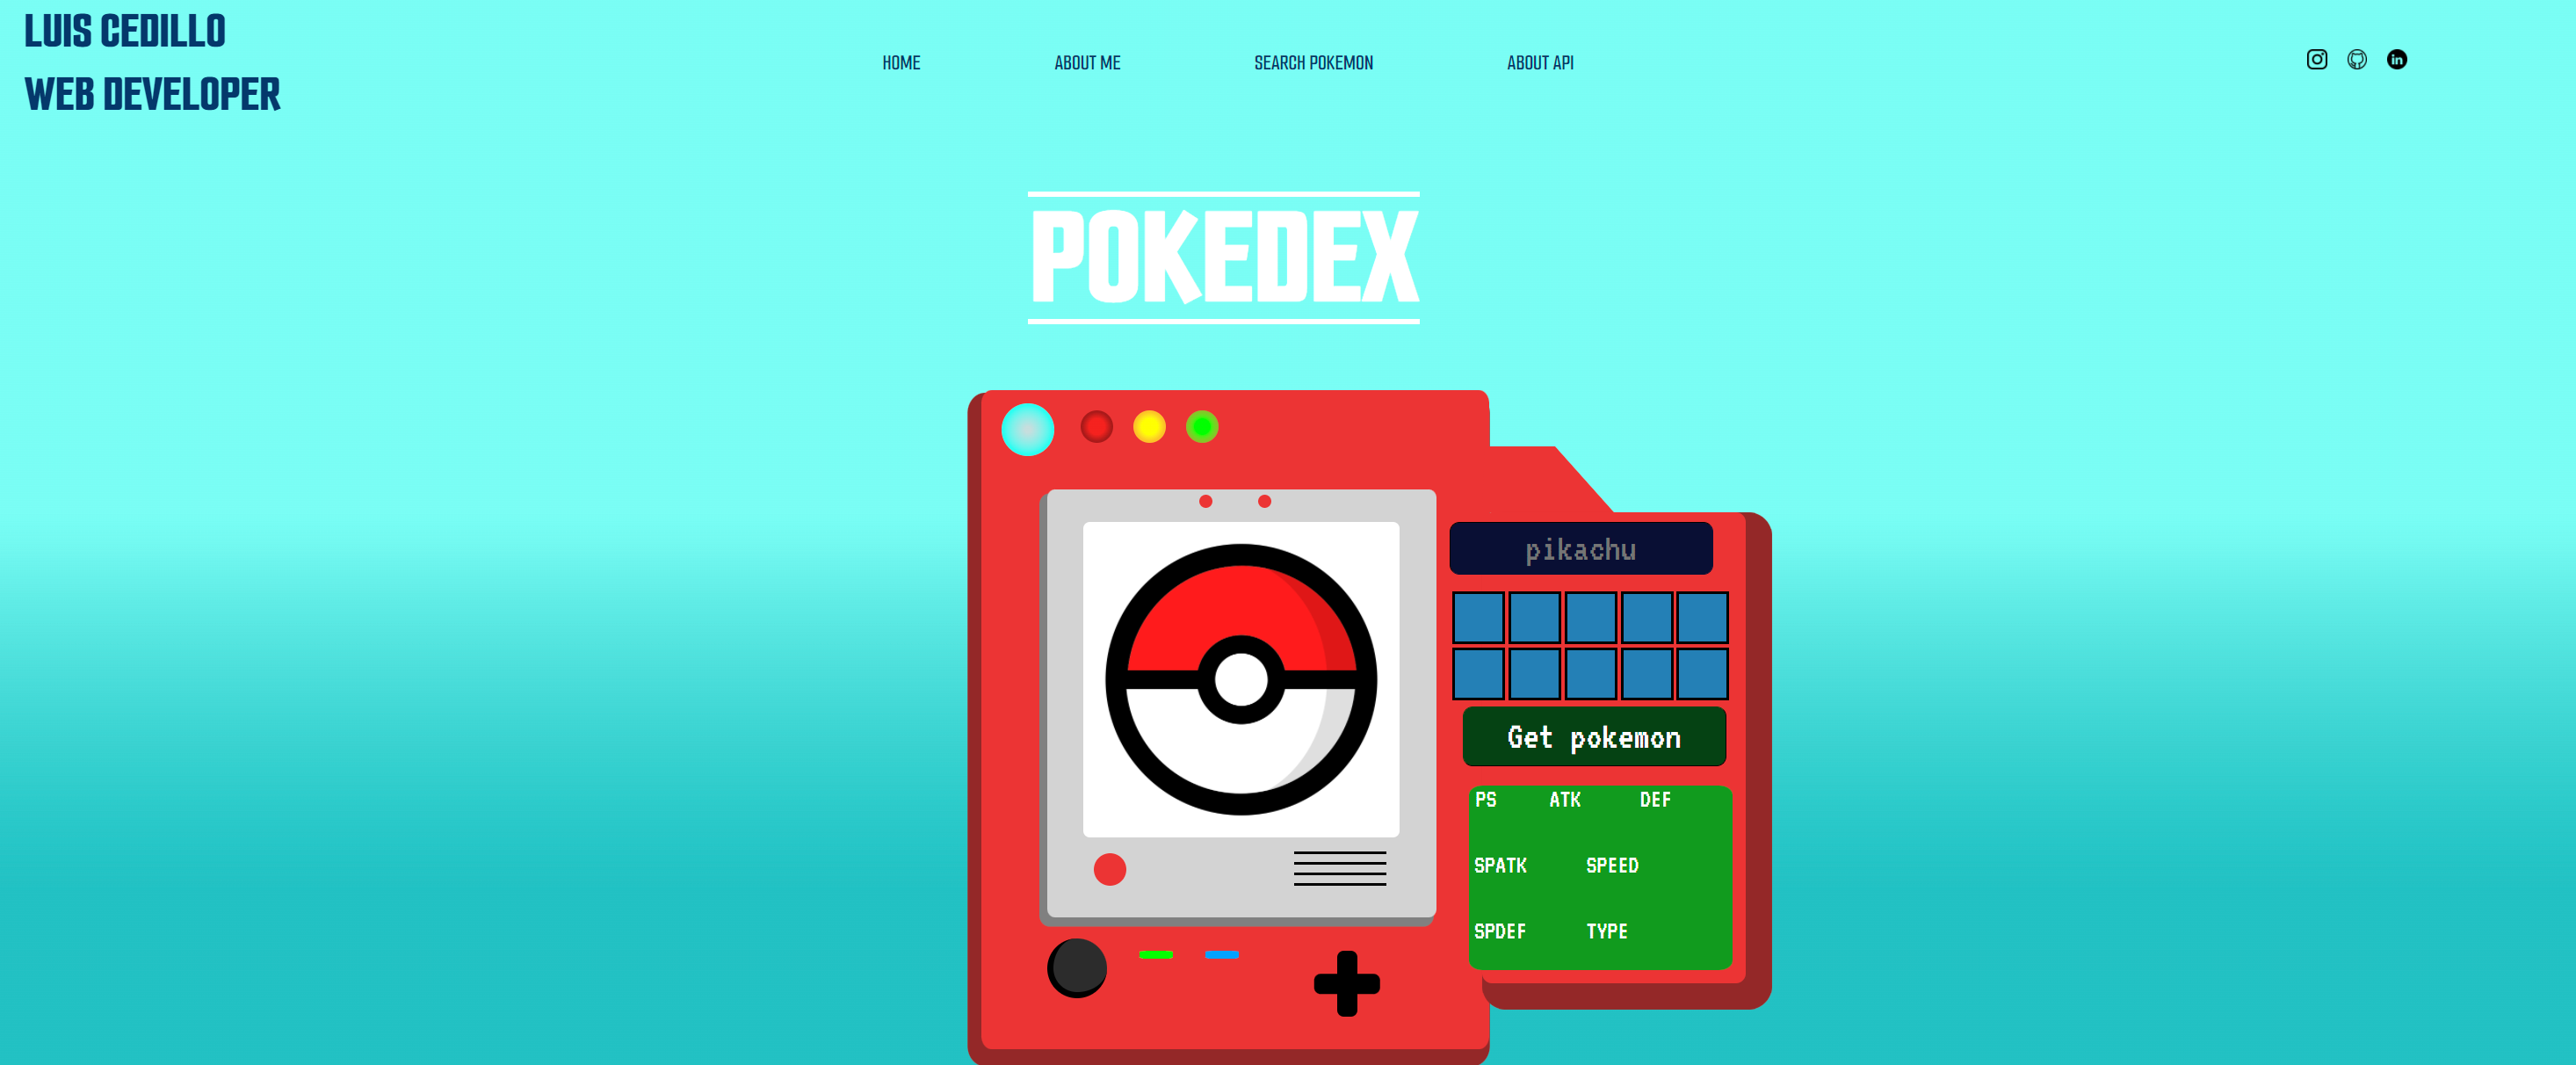 LUIS CEDILLO
WEB DEVELOPER
HOME ABOUT ME SEARCH POKEMON ABOUT API
in
POKEDEX
pikachu
Get pokemon
PS ATK DEF
SPATK SPEED
SPDEF TYPE